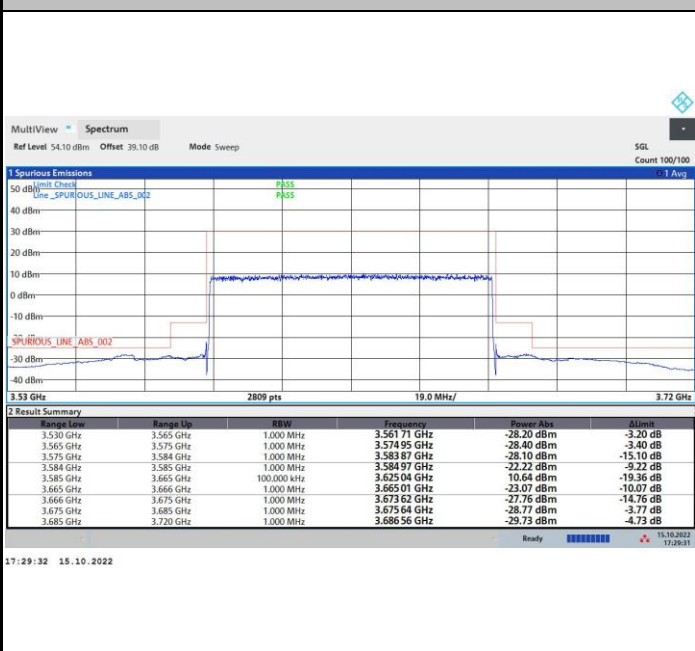 MultiView Spectrum
Ref Level 54.10 dBm Offset 39.10 dB Mode Sweep SGL
Count 100/100
1 Spurious Emissions 1 Avg
50 dBm Limit Check PASS
Line _SPURIOUS_LINE_ABS_002 PASS
40 dBm
30 dBm
20 dBm
10 dBm
0 dBm
-10 dBm
SPURIOUS_LINE_ABS_002
-30 dBm
-40 dBm
3.53 GHz 2809 pts 19.0 MHz/ 3.72 GHz
2 Result Summary
Range Low Range Up RBW Frequency Power Abs ΔLimit
3.530 GHz 3.565 GHz 1.000 MHz 3.561 71 GHz -28.20 dBm -3.20 dB
3.565 GHz 3.575 GHz 1.000 MHz 3.574 95 GHz -28.40 dBm -3.40 dB
3.575 GHz 3.584 GHz 1.000 MHz 3.583 87 GHz -28.10 dBm -15.10 dB
3.584 GHz 3.585 GHz 1.000 MHz 3.584 97 GHz -22.22 dBm -9.22 dB
3.585 GHz 3.665 GHz 100.000 kHz 3.625 04 GHz 10.64 dBm -19.36 dB
3.665 GHz 3.666 GHz 1.000 MHz 3.665 01 GHz -23.07 dBm -10.07 dB
3.666 GHz 3.675 GHz 1.000 MHz 3.673 62 GHz -27.76 dBm -14.76 dB
3.675 GHz 3.685 GHz 1.000 MHz 3.675 64 GHz -28.77 dBm -3.77 dB
3.685 GHz 3.720 GHz 1.000 MHz 3.686 56 GHz -29.73 dBm -4.73 dB
Ready 15.10.2022
17:29:31
17:29:32 15.10.2022